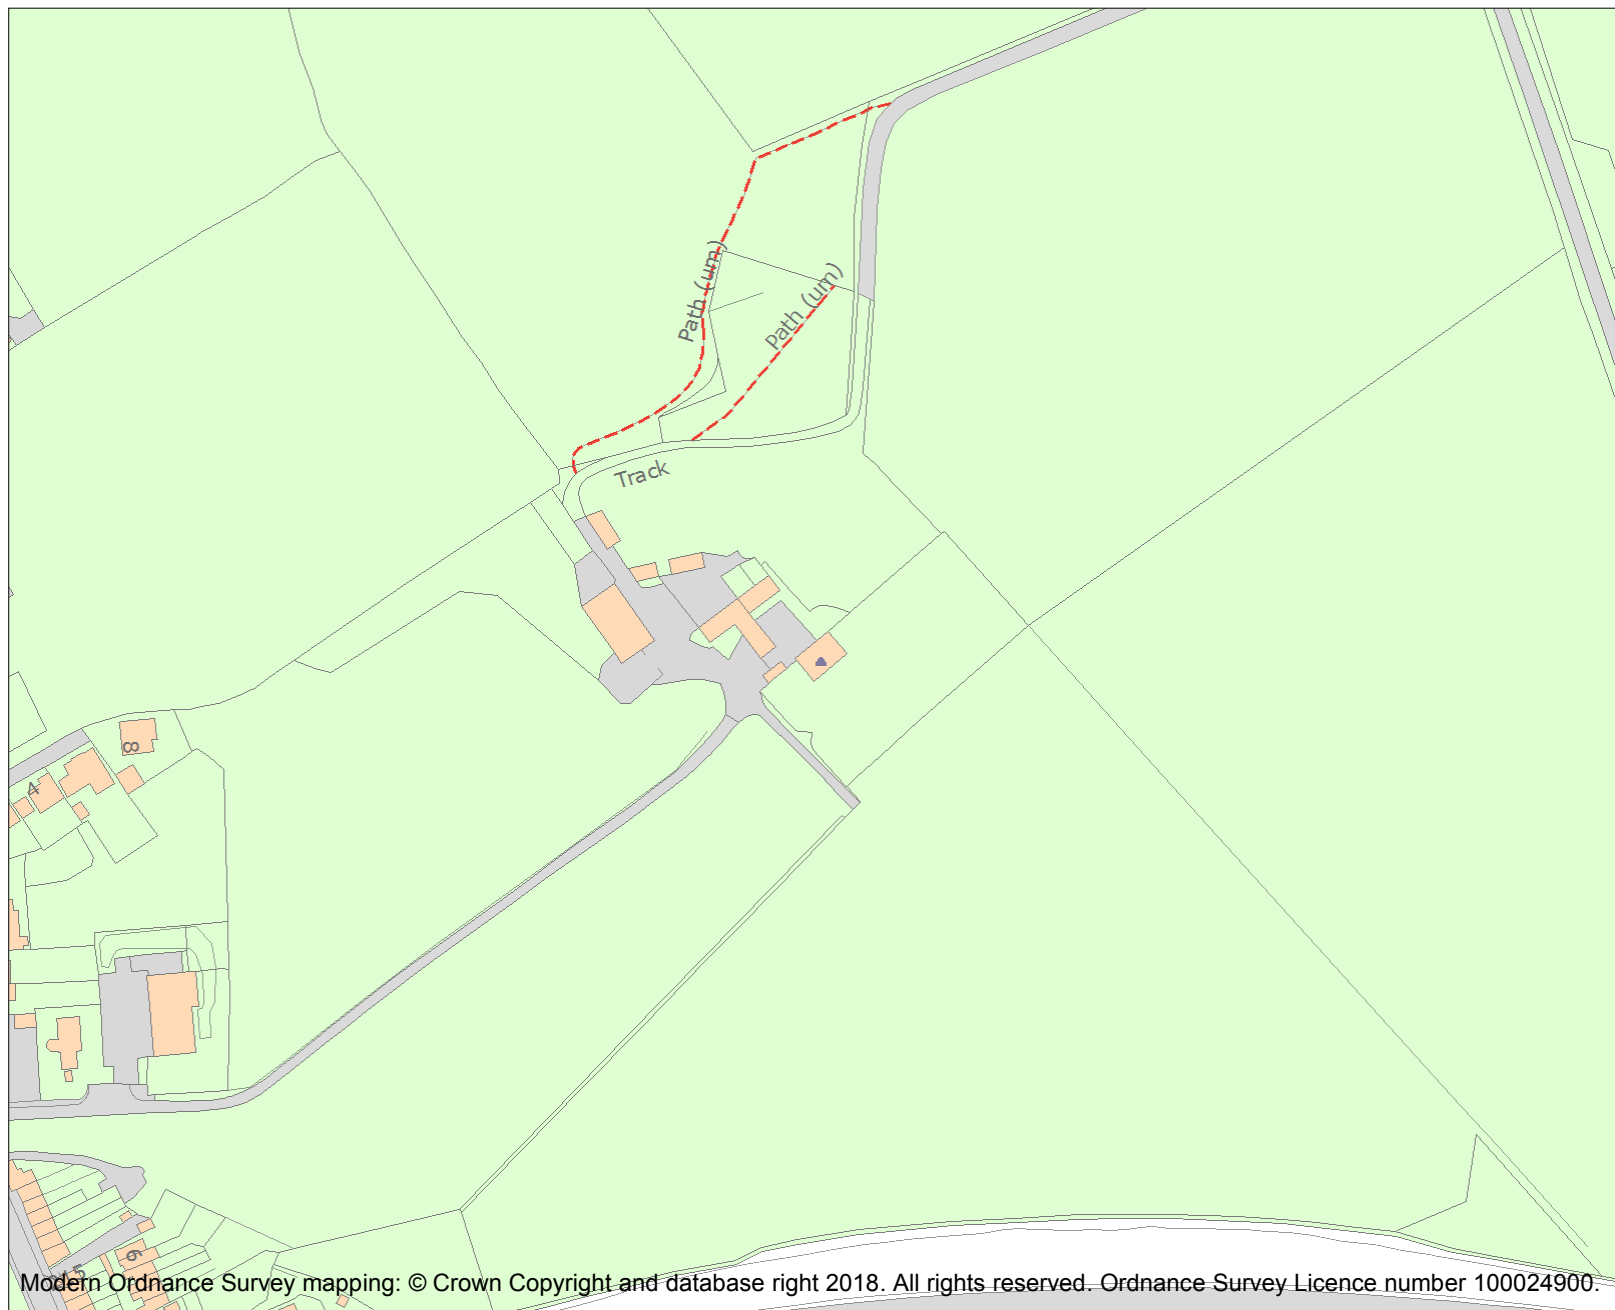 Path (um)
Path (um)
Track
8
4
6
Modern Ordnance Survey mapping: © Crown Copyright and database right 2018. All rights reserved. Ordnance Survey Licence number 100024900.